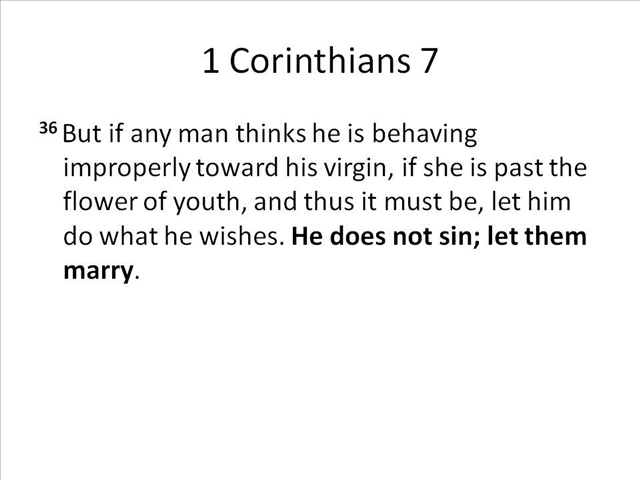 1 Corinthians 7
36 But if any man thinks he is behaving
improperly toward his virgin, if she is past the
flower of youth, and thus it must be, let him
do what he wishes. He does not sin; let them
marry.